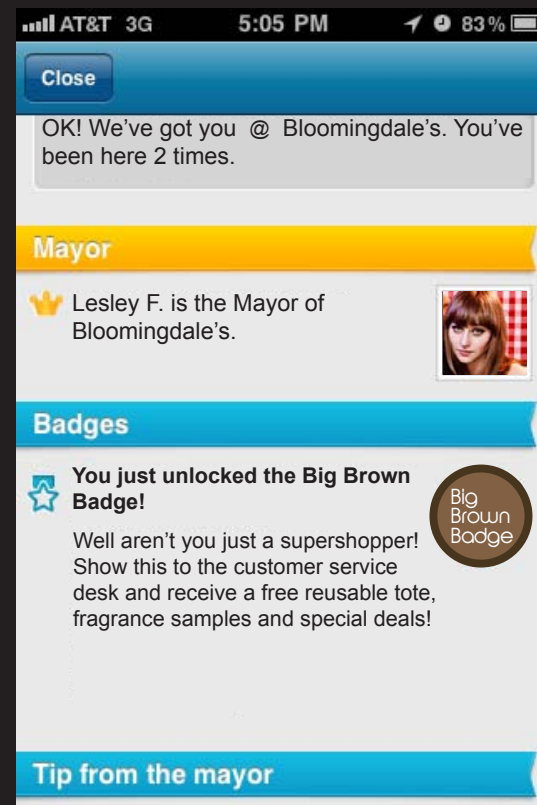 AT&T 3G 5:05 PM 83%
Close
OK! We've got you @ Bloomingdale's. You've
been here 2 times.
Mayor
Lesley F. is the Mayor of
Bloomingdale's.
Badges
You just unlocked the Big Brown
Badge!
Big
Brown
Badge
Well aren't you just a supershopper!
Show this to the customer service
desk and receive a free reusable tote,
fragrance samples and special deals!
Tip from the mayor